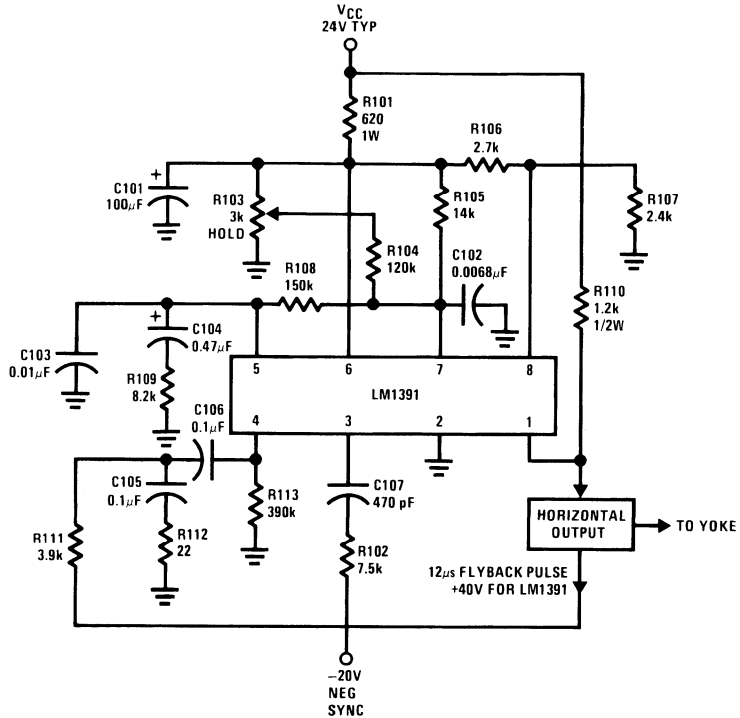 VCC
24V TYP
R101
620
1W
R106
2.7k
C101
+
100µF
R103
3k
HOLD
R105
14k
R107
2.4k
R104
120k
C102
0.0068µF
R108
150k
R110
1.2k
1/2W
+
C104
0.47µF
C103
0.01µF
R109
8.2k
5
6
7
8
LM1391
4
3
2
1
C106
0.1µF
C105
0.1µF
C107
470 pF
R113
390k
R111
3.9k
R112
22
R102
7.5k
HORIZONTAL
OUTPUT
TO YOKE
12µs FLYBACK PULSE
+40V FOR LM1391
−20V
NEG
SYNC